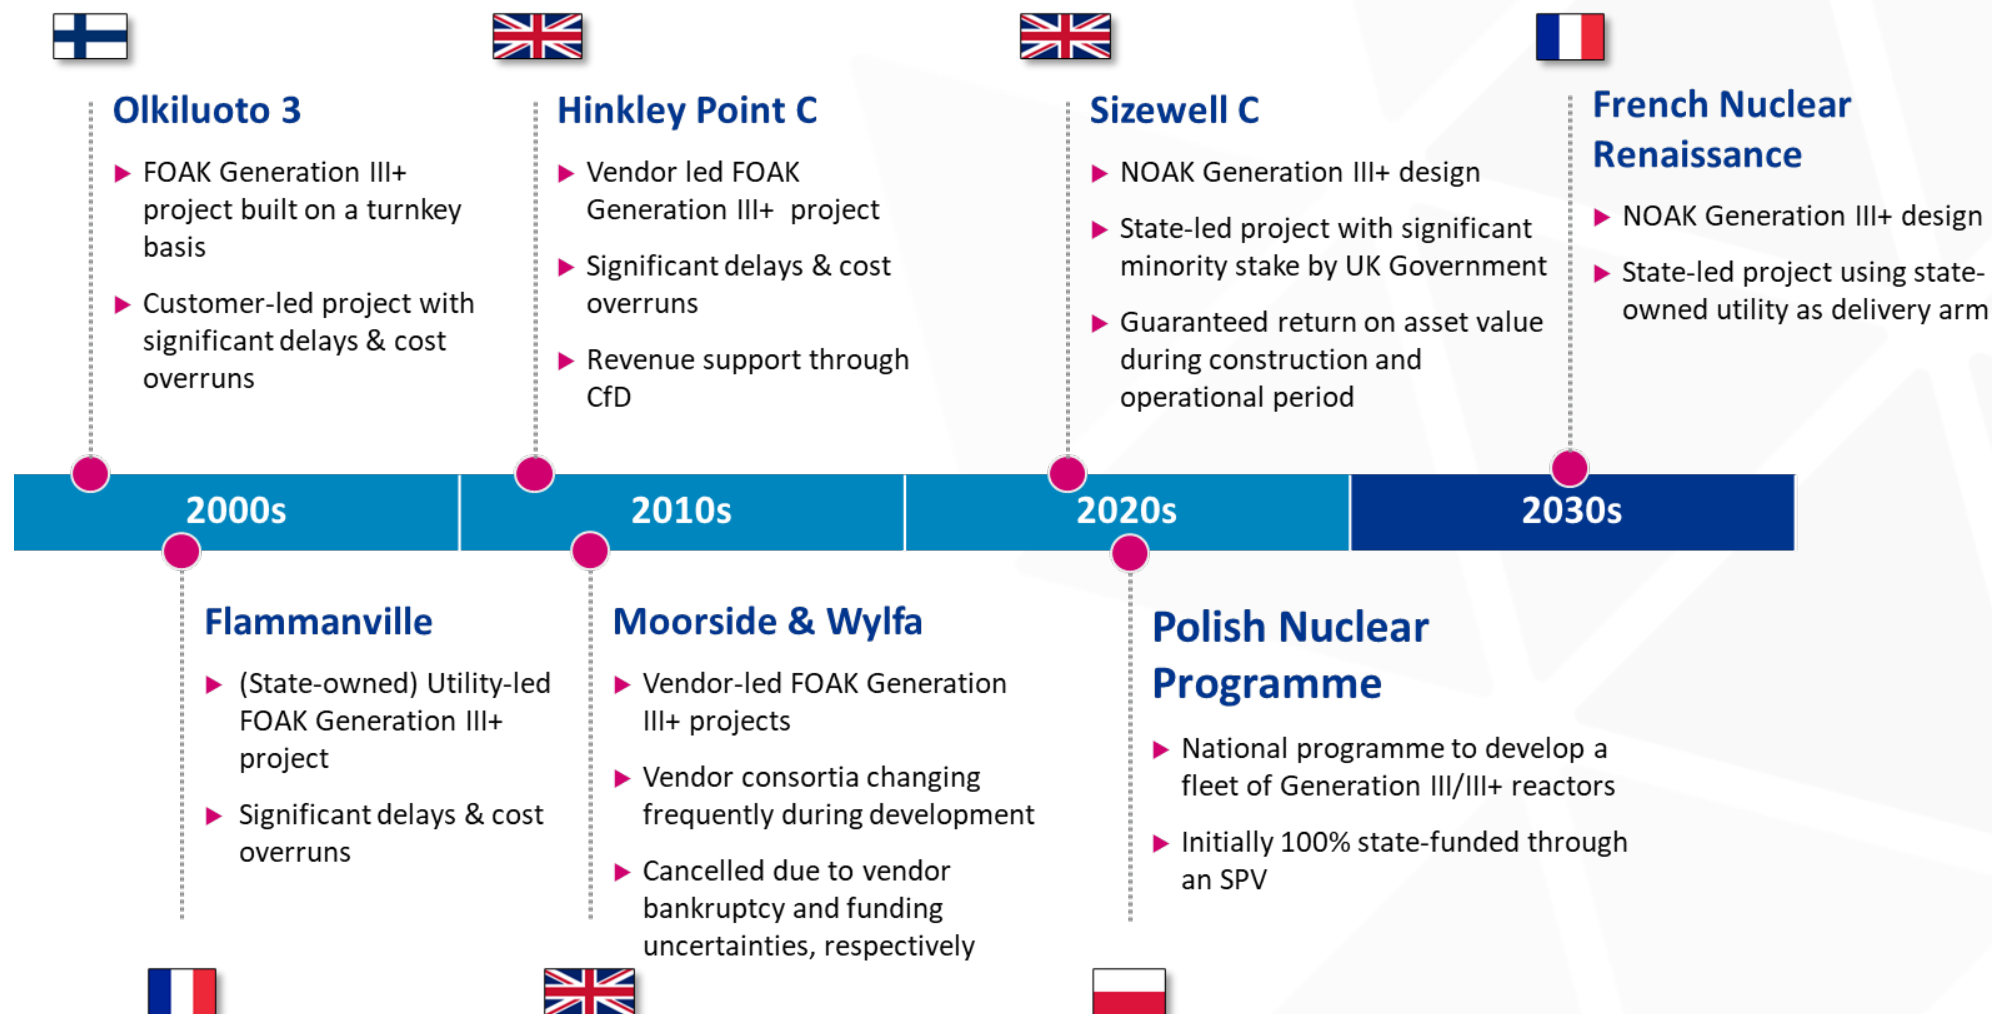 Olkiluoto 3
FOAK Generation III+
project built on a turnkey
basis
Customer-led project with
significant delays & cost
overruns
Hinkley Point C
Vendor led FOAK
Generation III+ project
Significant delays & cost
overruns
Revenue support through
CfD
Sizewell C
NOAK Generation III+ design
State-led project with significant
minority stake by UK Government
Guaranteed return on asset value
during construction and
operational period
French Nuclear
Renaissance
NOAK Generation III+ design
State-led project using state-
owned utility as delivery arm
2000s
2010s
2020s
2030s
Flammanville
(State-owned) Utility-led
FOAK Generation III+
project
Significant delays & cost
overruns
Moorside & Wylfa
Vendor-led FOAK Generation
III+ projects
Vendor consortia changing
frequently during development
Cancelled due to vendor
bankruptcy and funding
uncertainties, respectively
Polish Nuclear
Programme
National programme to develop a
fleet of Generation III/III+ reactors
Initially 100% state-funded through
an SPV